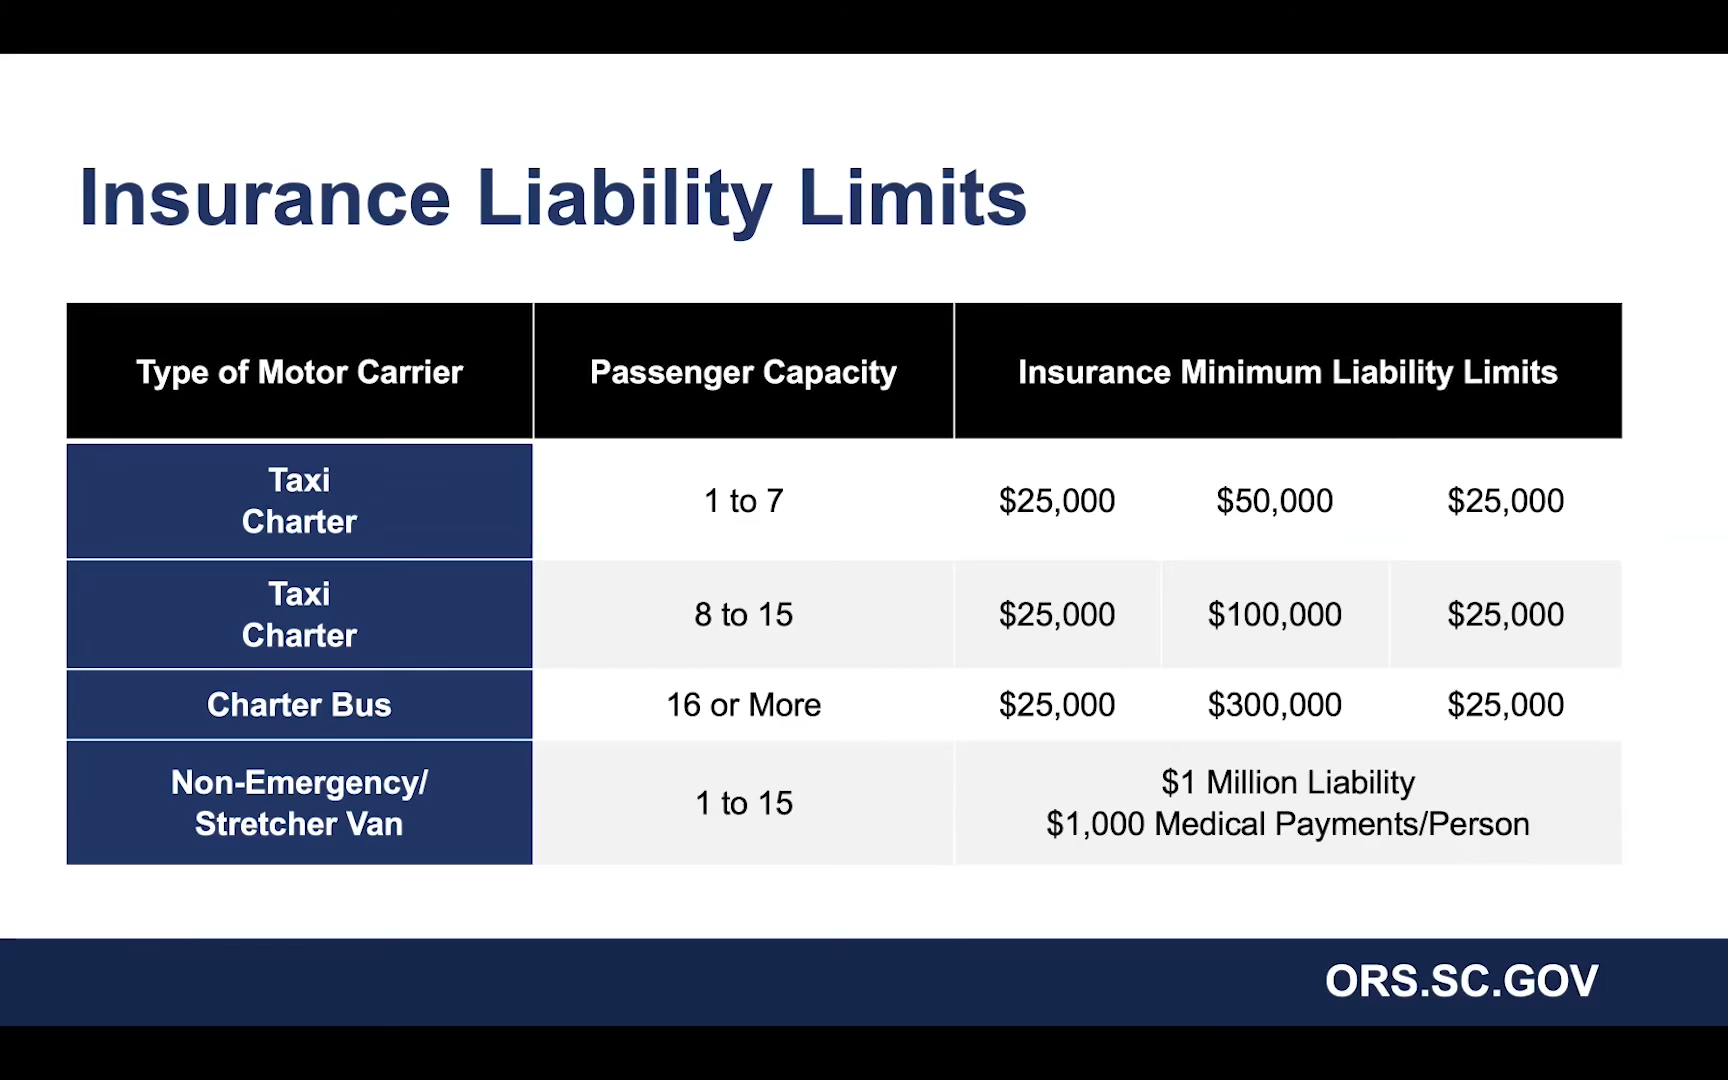 Insurance Liability Limits
Type of Motor Carrier Passenger Capacity Insurance Minimum Liability Limits
Taxi
Charter
1 to 7 $25,000 $50,000 $25,000
Taxi
Charter
8 to 15 $25,000 $100,000 $25,000
Charter Bus 16 or More $25,000 $300,000 $25,000
Non-Emergency/
Stretcher Van
1 to 15
$1 Million Liability
$1,000 Medical Payments/Person
ORS.SC.GOV